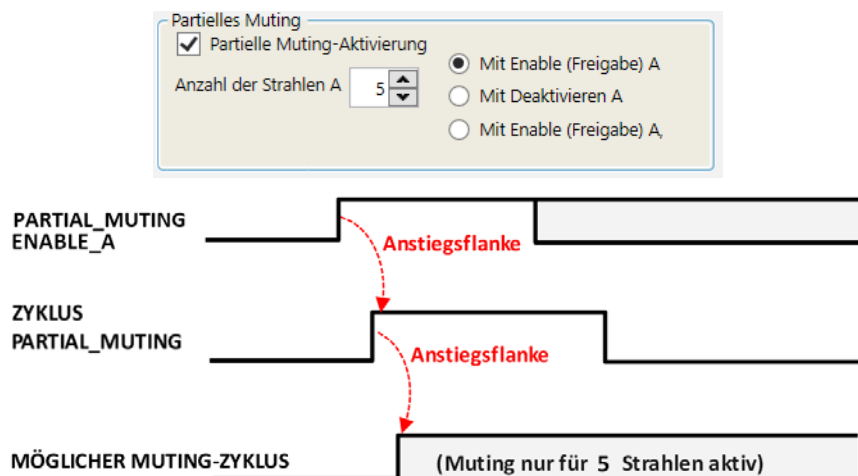 Partielles Muting
Partielle Muting-Aktivierung
Anzahl der Strahlen A 5
Mit Enable (Freigabe) A
Mit Deaktivieren A
Mit Enable (Freigabe) A,
PARTIAL_MUTING
ENABLE_A
Anstiegsflanke
ZYKLUS
PARTIAL_MUTING
Anstiegsflanke
MÖGLICHER MUTING-ZYKLUS (Muting nur für 5 Strahlen aktiv)